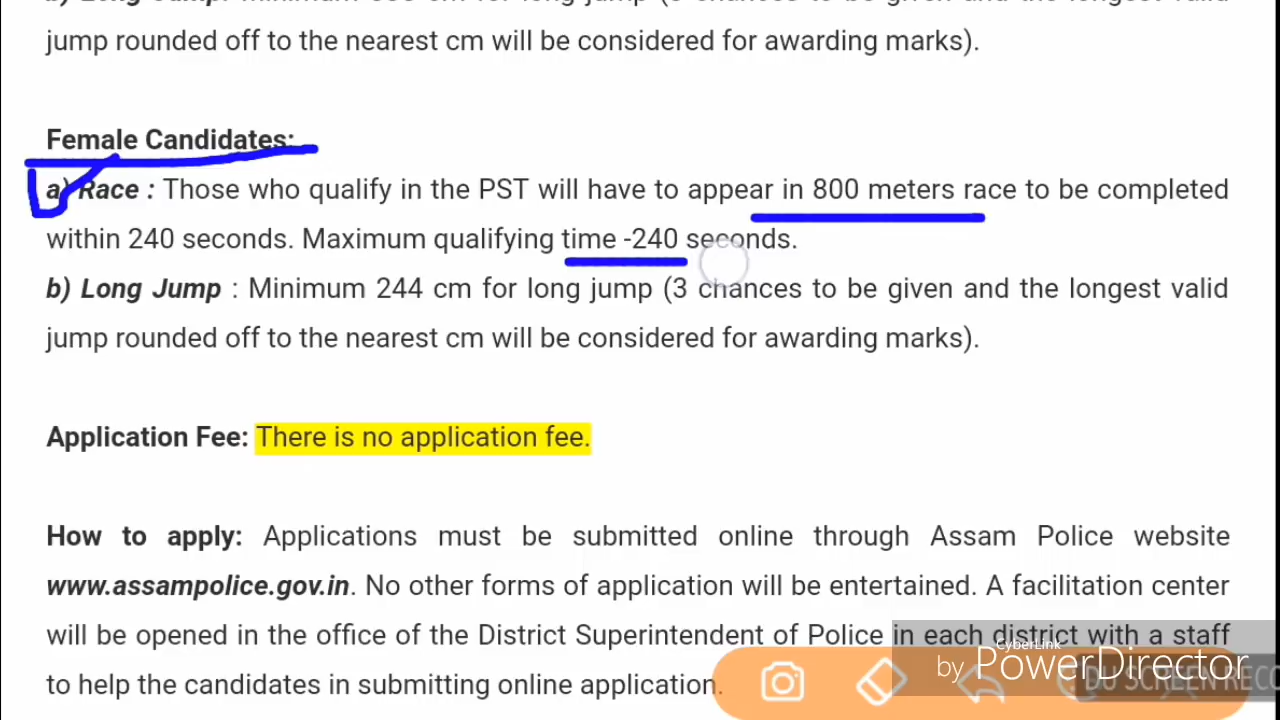 jump rounded off to the nearest cm will be considered for awarding marks).
Female Candidates:
a) Race : Those who qualify in the PST will have to appear in 800 meters race to be completed
within 240 seconds. Maximum qualifying time -240 seconds.
b) Long Jump : Minimum 244 cm for long jump (3 chances to be given and the longest valid
jump rounded off to the nearest cm will be considered for awarding marks).
Application Fee: There is no application fee.
How to apply: Applications must be submitted online through Assam Police website
www.assampolice.gov.in. No other forms of application will be entertained. A facilitation center
will be opened in the office of the District Superintendent of Police in each district with a staff
to help the candidates in submitting online application.
CyberLink
by PowerDirector
DU SCREEN RECO